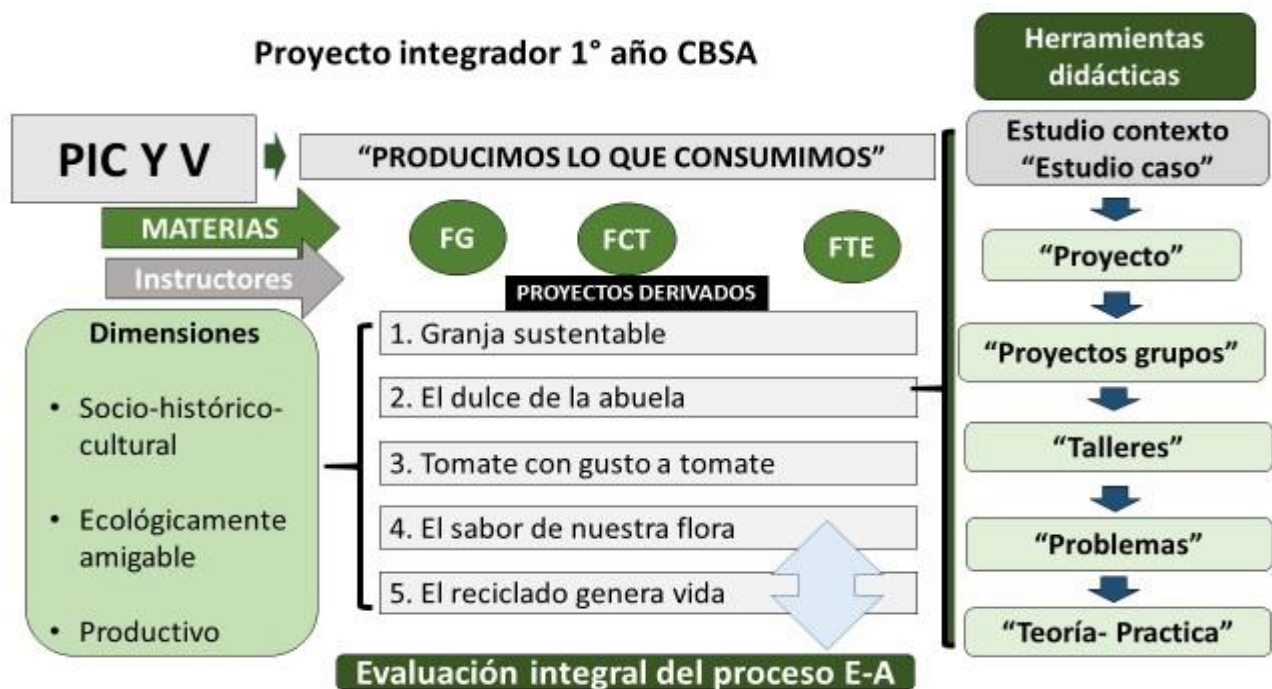 Proyecto integrador 1° año CBSA
Herramientas
didácticas
PIC Y V
“PRODUCIMOS LO QUE CONSUMIMOS”
Estudio contexto
“Estudio caso”
MATERIAS
Instructores
FG
FCT
FTE
“Proyecto”
PROYECTOS DERIVADOS
Dimensiones
• Socio-histórico-
cultural
• Ecológicamente
amigable
• Productivo
1. Granja sustentable
2. El dulce de la abuela
3. Tomate con gusto a tomate
4. El sabor de nuestra flora
5. El reciclado genera vida
“Proyectos grupos”
“Talleres”
“Problemas”
“Teoría- Practica”
Evaluación integral del proceso E-A